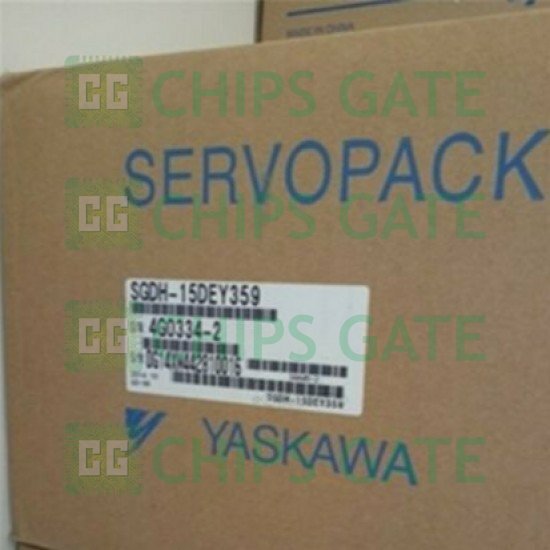 MADE IN CHINA
CG CHIPS GATE
SERVOPACK
CG CHIPS GATE
SGDH-15DEY359
O/N 4G0334-2
CG CHIPS GATE
S/N
SGDH-15DEY359
YASKAWA
CG CHIPS GATE